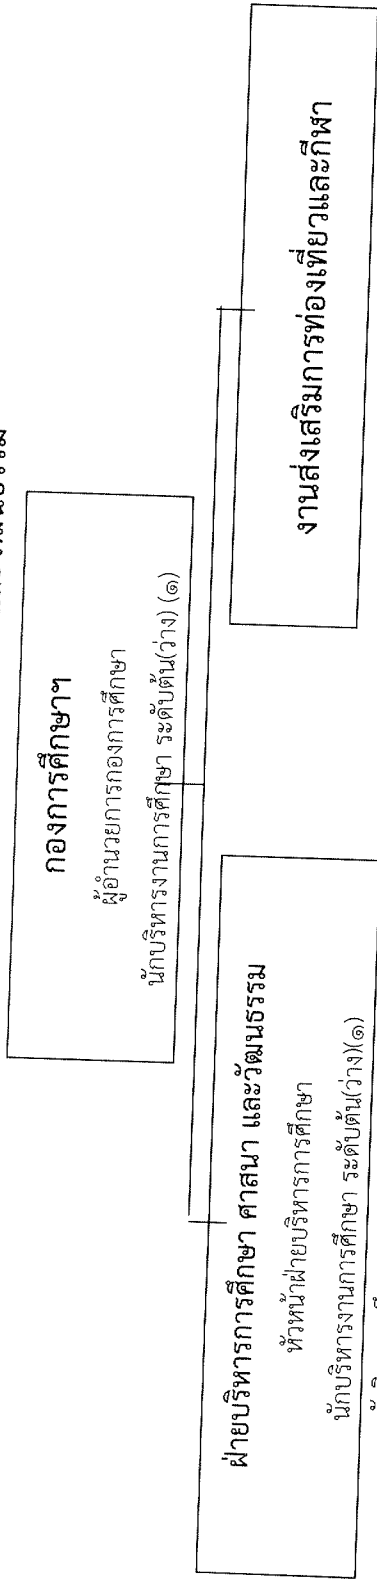 กองการศึกษาฯ
ผู้อำนวยการกองการศึกษา
นักบริหารงานการศึกษา ระดับต้น(ว่าง) (๑)
ฝ่ายบริหารการศึกษา ศาสนา และวัฒนธรรม
หัวหน้าฝ่ายบริหารการศึกษา
นักบริหารงานการศึกษา ระดับต้น(ว่าง)(๑)
งานส่งเสริมการท่องเที่ยวและกีฬา